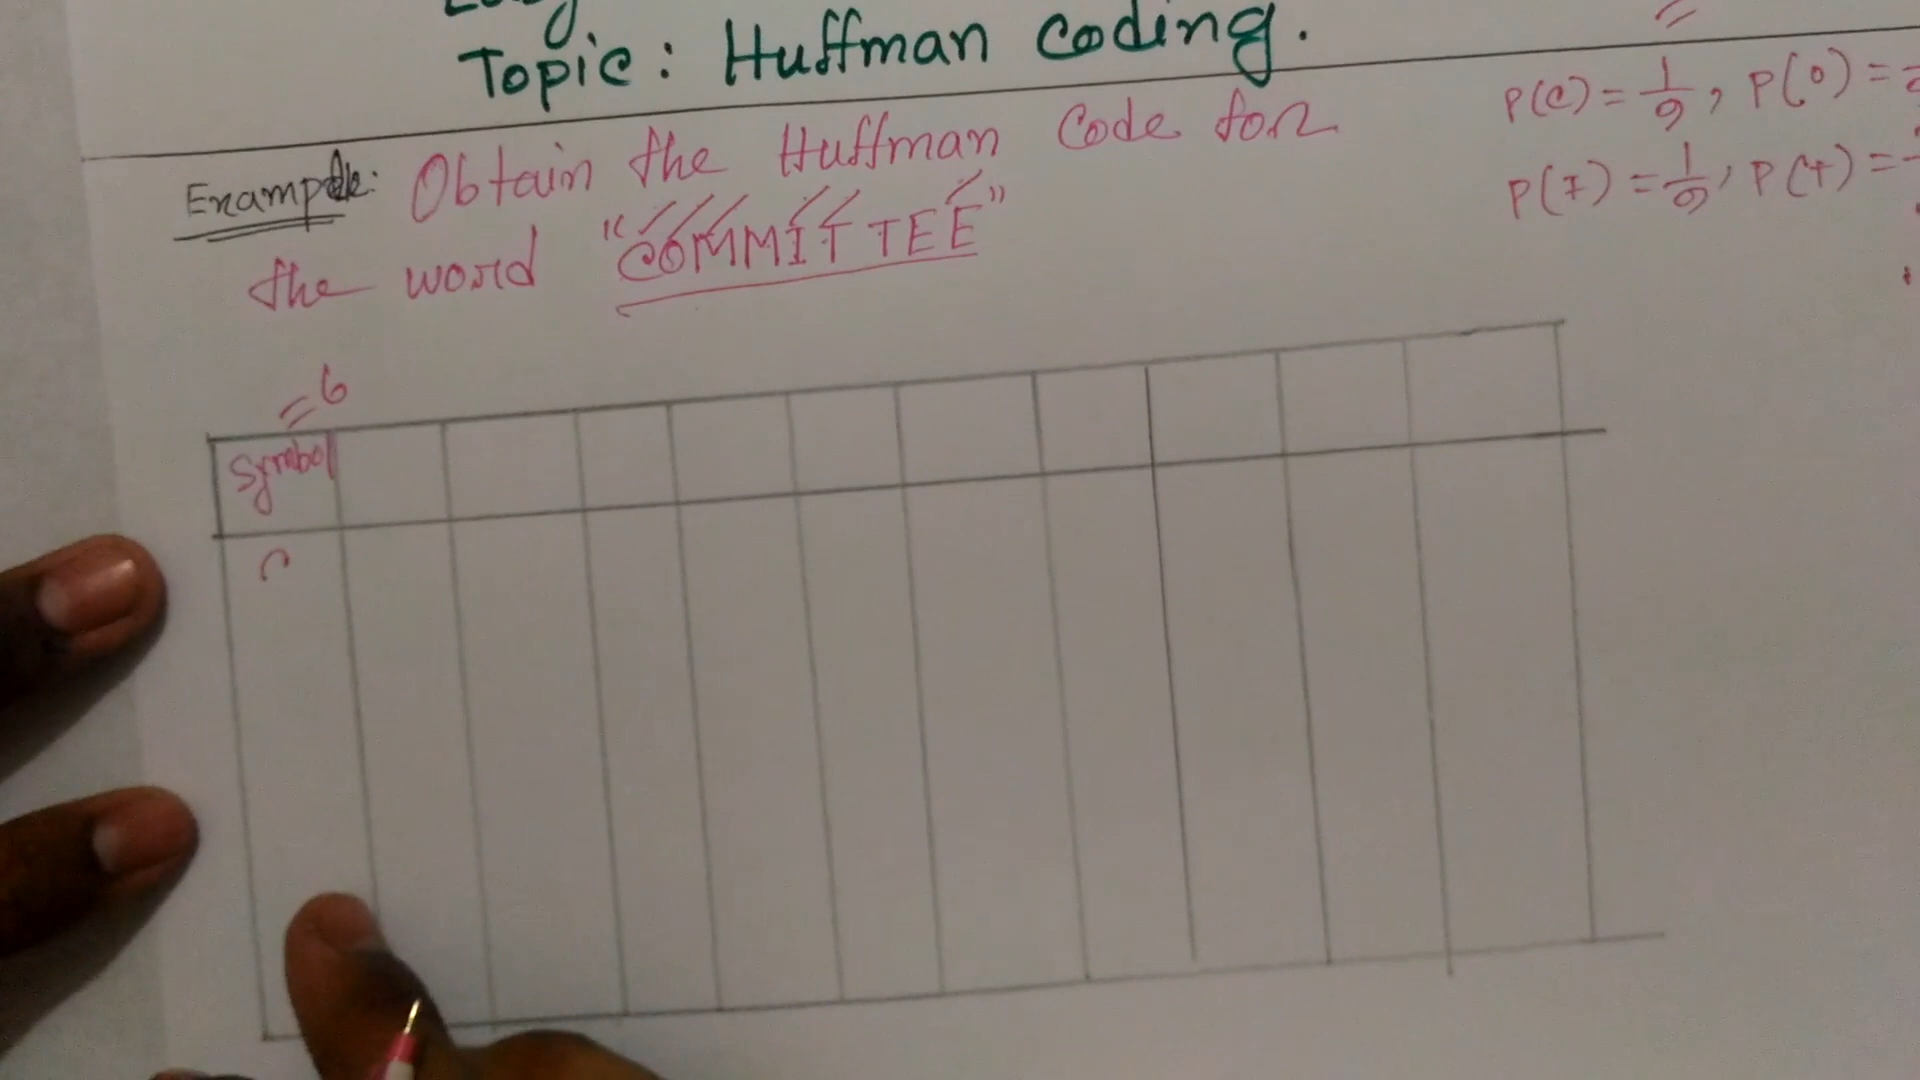 Topic: Huffman coding.
Example: Obtain the Huffman Code for
the word "COMMITTEE"
P(C) = 1/9, P(O) =
P(I) = 1/9, P(T) =
= 6
Symbol
C